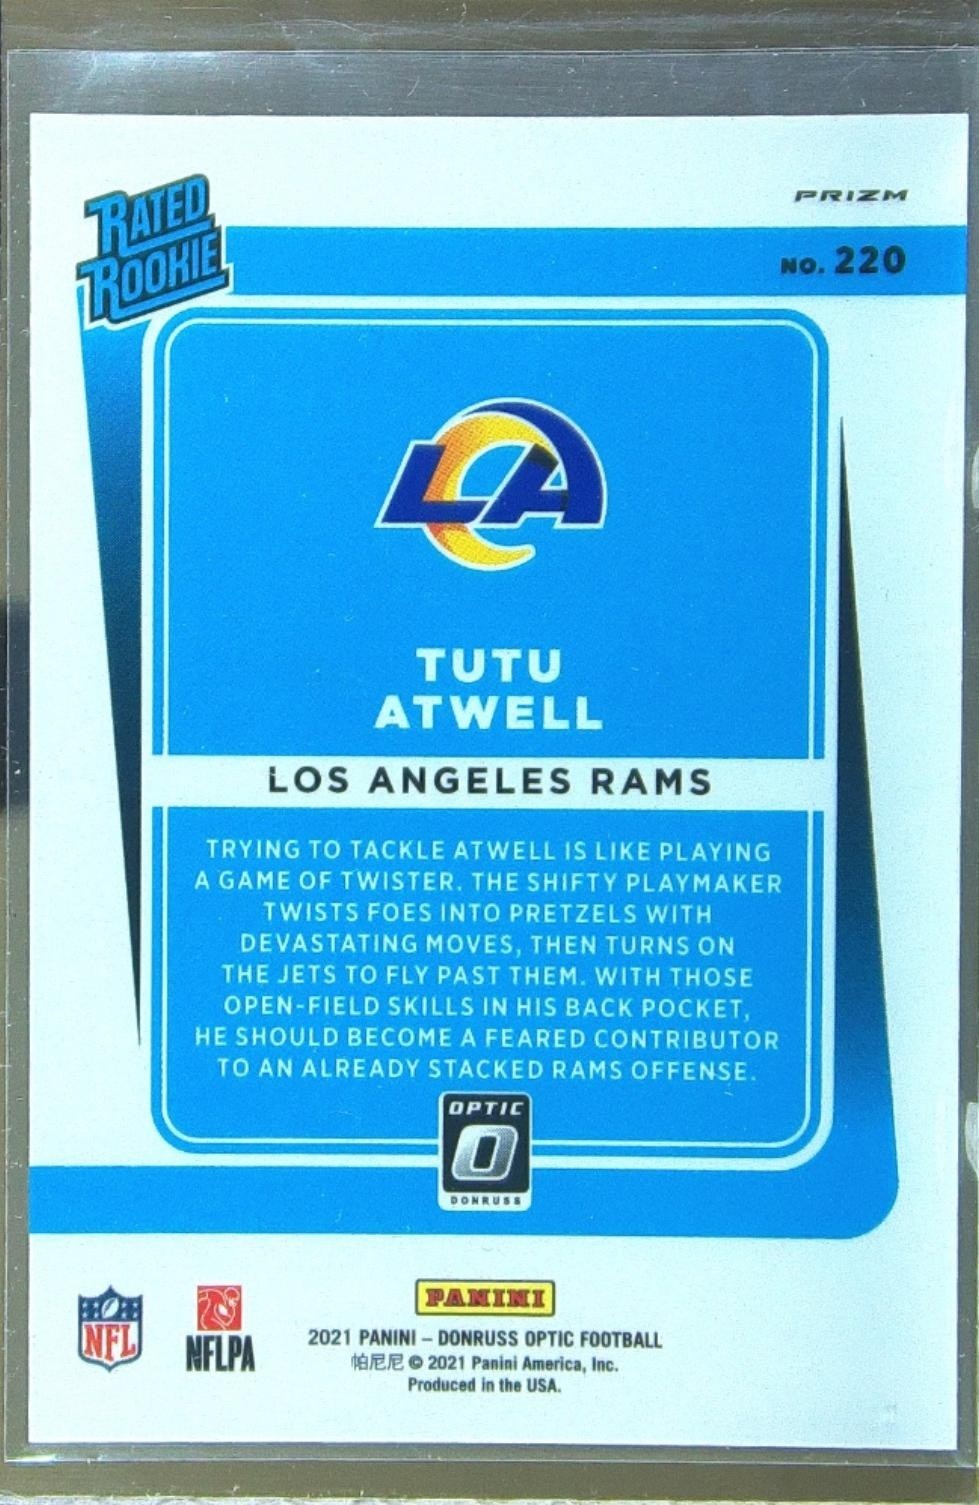 RATED
ROOKIE
PRIZM
NO. 220
LA
TUTU
ATWELL
LOS ANGELES RAMS
TRYING TO TACKLE ATWELL IS LIKE PLAYING
A GAME OF TWISTER. THE SHIFTY PLAYMAKER
TWISTS FOES INTO PRETZELS WITH
DEVASTATING MOVES, THEN TURNS ON
THE JETS TO FLY PAST THEM. WITH THOSE
OPEN-FIELD SKILLS IN HIS BACK POCKET,
HE SHOULD BECOME A FEARED CONTRIBUTOR
TO AN ALREADY STACKED RAMS OFFENSE.
OPTIC
O
DONRUSS
NFL
NFLPA
PANINI
2021 PANINI – DONRUSS OPTIC FOOTBALL
帕尼尼 © 2021 Panini America, Inc.
Produced in the USA.